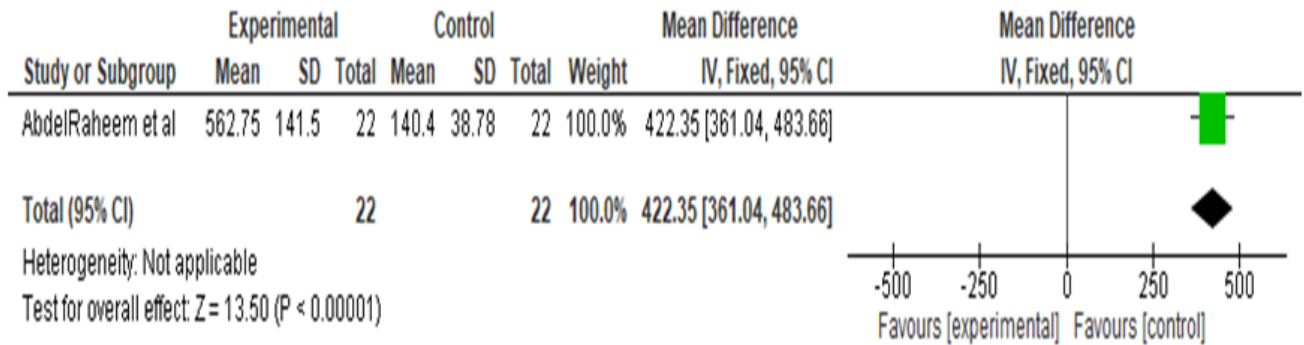 Experimental Control Mean Difference Mean Difference
Study or Subgroup Mean SD Total Mean SD Total Weight IV, Fixed, 95% CI IV, Fixed, 95% CI
AbdelRaheem et al 562.75 141.5 22 140.4 38.78 22 100.0% 422.35 [361.04, 483.66]
Total (95% CI) 22 22 100.0% 422.35 [361.04, 483.66]
Heterogeneity: Not applicable
Test for overall effect: Z = 13.50 (P < 0.00001)
-500 -250 0 250 500
Favours [experimental] Favours [control]